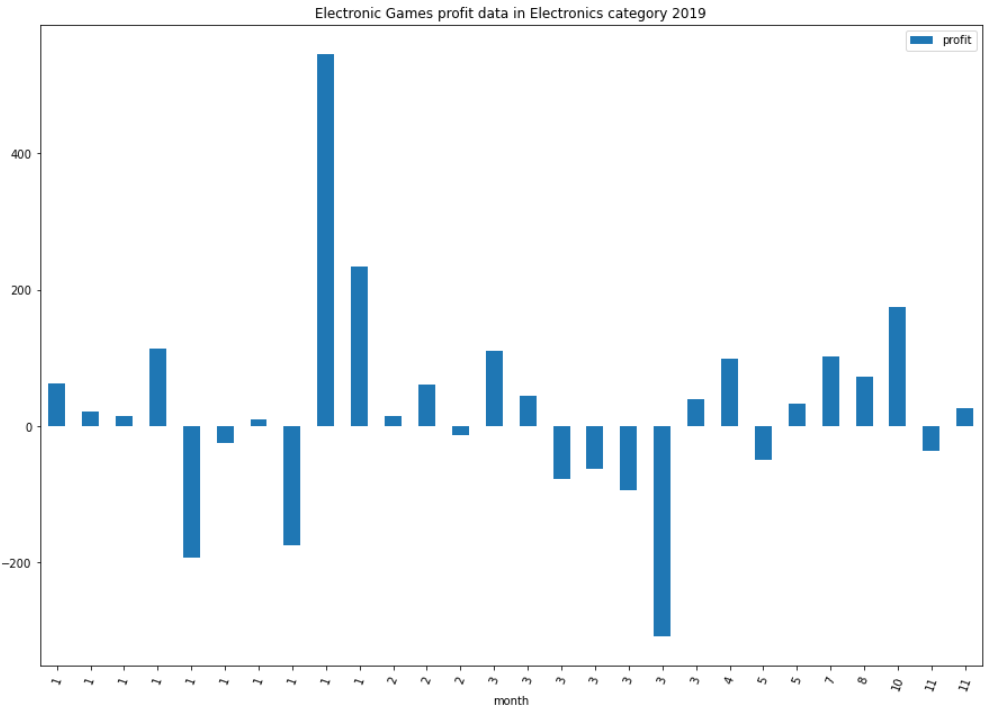 Electronic Games profit data in Electronics category 2019
profit
400
200
0
−200
1 1 1 1 1 1 1 1 1 1 2 2 2 3 3 3 3 3 3 3 4 5 5 7 8 10 11 11
month